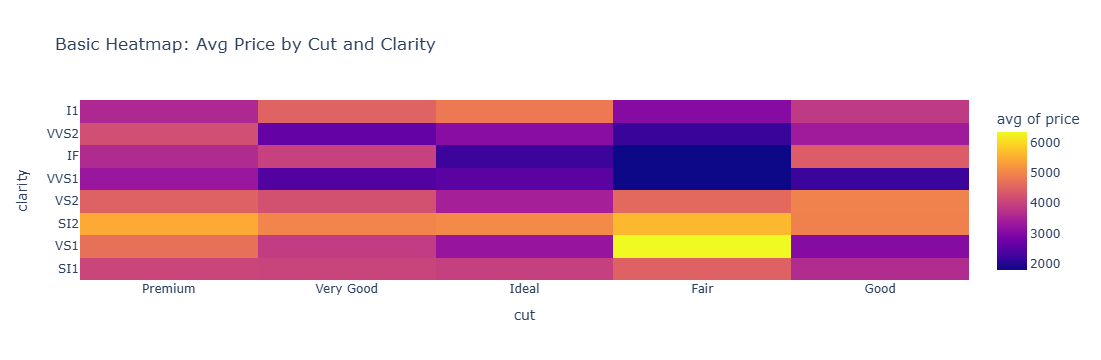 Basic Heatmap: Avg Price by Cut and Clarity
clarity
I1
VVS2
IF
VVS1
VS2
SI2
VS1
SI1
Premium Very Good Ideal Fair Good
cut
avg of price
6000
5000
4000
3000
2000